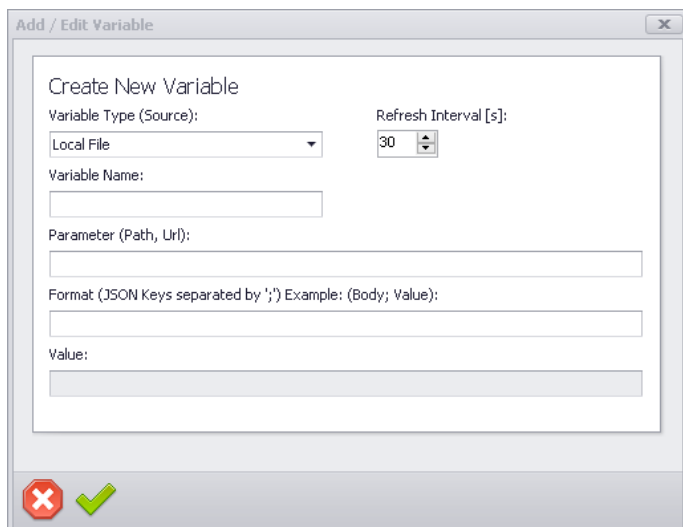 Add / Edit Variable
Create New Variable
Variable Type (Source):
Refresh Interval [s]:
Local File
30
Variable Name:
Parameter (Path, Url):
Format (JSON Keys separated by ';') Example: (Body; Value):
Value: